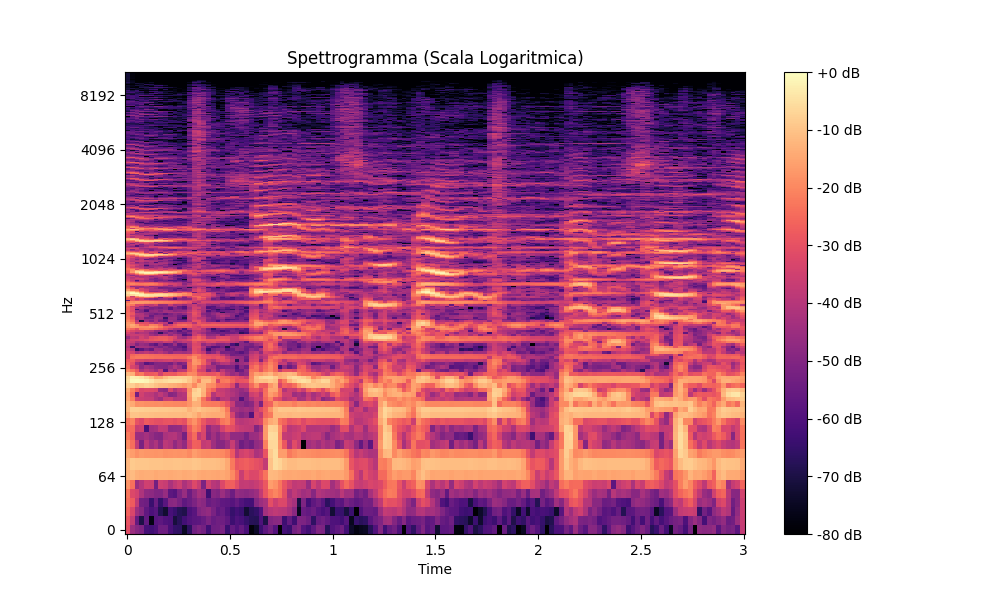 Spettrogramma (Scala Logaritmica)
Hz
8192
4096
2048
1024
512
256
128
64
0
0
0.5
1
1.5
2
2.5
3
Time
+0 dB
-10 dB
-20 dB
-30 dB
-40 dB
-50 dB
-60 dB
-70 dB
-80 dB